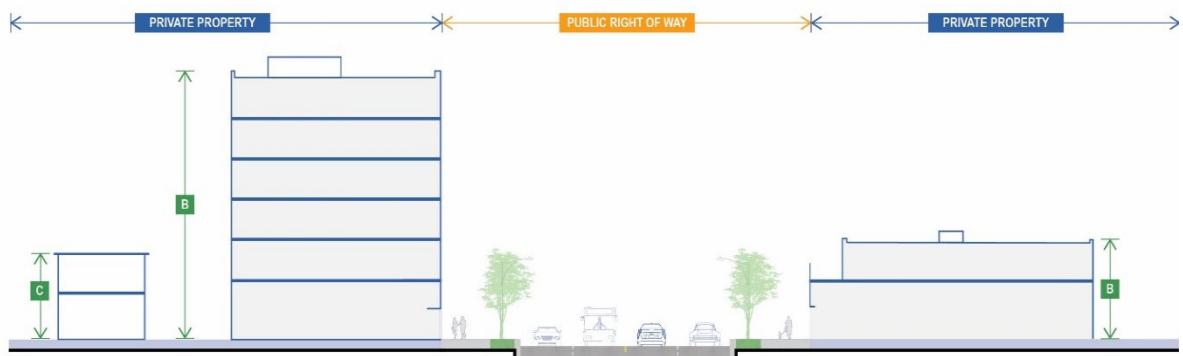 PRIVATE PROPERTY
PUBLIC RIGHT OF WAY
PRIVATE PROPERTY
B
C
B